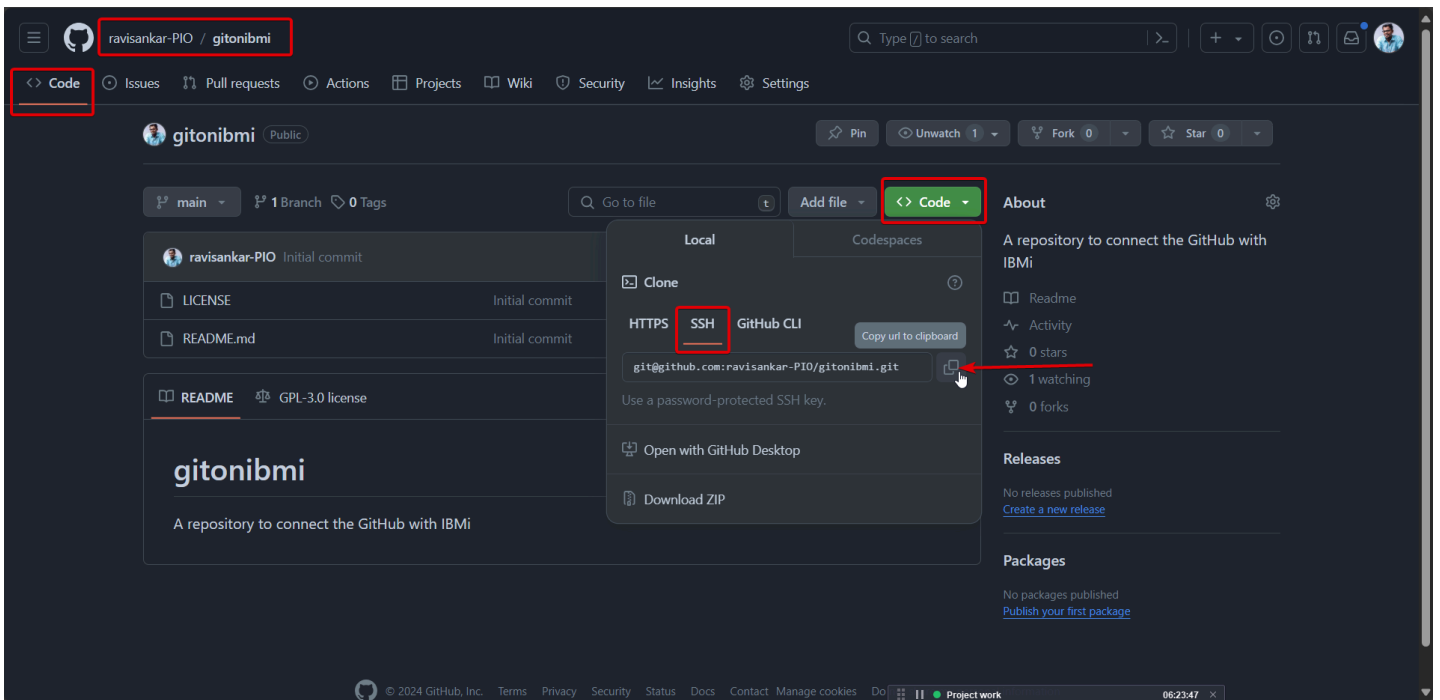 ravisankar-PIO / gitonibmi
Type / to search
Code Issues Pull requests Actions Projects Wiki Security Insights Settings
gitonibmi Public
Pin Unwatch 1 Fork 0 Star 0
main 1 Branch 0 Tags
Go to file t Add file Code
ravisankar-PIO Initial commit
LICENSE Initial commit
README.md Initial commit
README GPL-3.0 license
gitonibmi
A repository to connect the GitHub with IBMi
Local Codespaces
Clone
HTTPS SSH GitHub CLI
Copy url to clipboard
git@github.com:ravisankar-PIO/gitonibmi.git
Use a password-protected SSH key.
Open with GitHub Desktop
Download ZIP
About
A repository to connect the GitHub with
IBMi
Readme
Activity
0 stars
1 watching
0 forks
Releases
No releases published
Create a new release
Packages
No packages published
Publish your first package
© 2024 GitHub, Inc. Terms Privacy Security Status Docs Contact Manage cookies Do
Project work 06:23:47